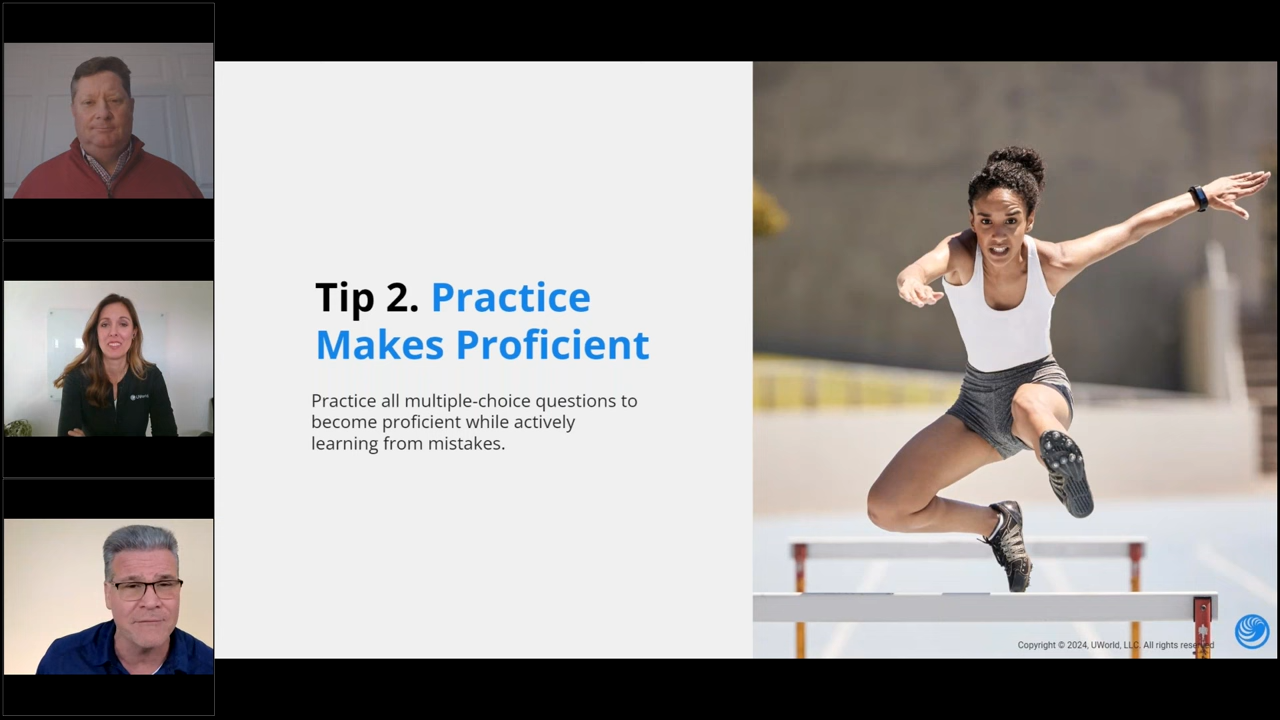 Tip 2. Practice
Makes Proficient
Practice all multiple-choice questions to
become proficient while actively
learning from mistakes.
Copyright © 2024, UWorld, LLC. All rights reserved